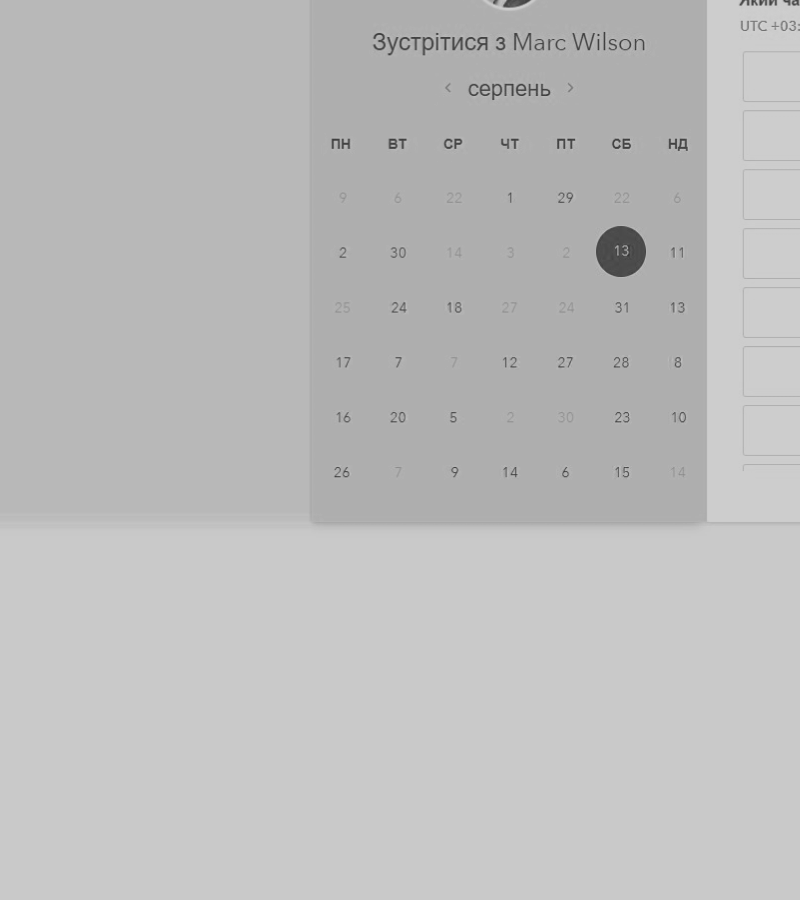 Який ча
UTC +03:
Зустрітися з Marc Wilson
‹ серпень ›
ПН ВТ СР ЧТ ПТ СБ НД
9 6 22 1 29 22 6
2 30 14 3 2 13 11
25 24 18 27 24 31 13
17 7 7 12 27 28 8
16 20 5 2 30 23 10
26 7 9 14 6 15 14